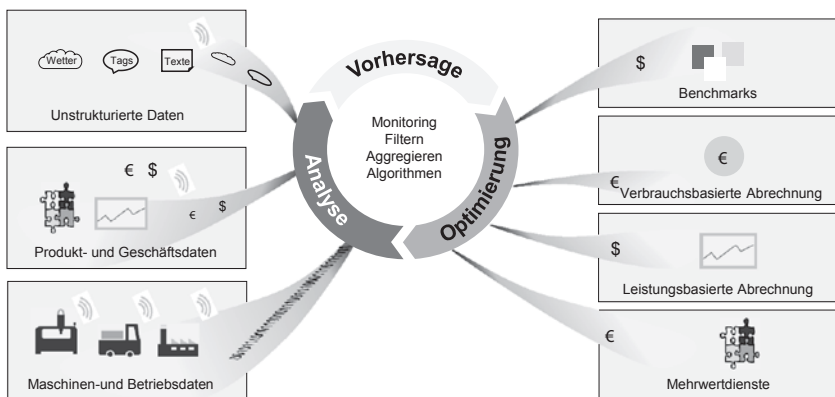 Wetter
Tags
Texte
Unstrukturierte Daten
€ $
€ $
Produkt- und Geschäftsdaten
Maschinen-und Betriebsdaten
Vorhersage
Analyse
Optimierung
Monitoring
Filtern
Aggregieren
Algorithmen
$
Benchmarks
€
€
Verbrauchsbasierte Abrechnung
$
Leistungsbasierte Abrechnung
€
Mehrwertdienste